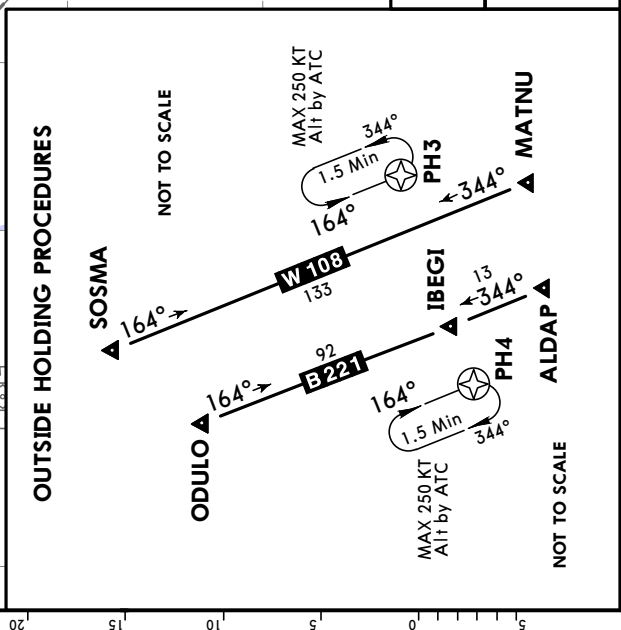 OUTSIDE HOLDING PROCEDURES
NOT TO SCALE
MAX 250 KT
Alt by ATC
344°
1.5 Min
164°
PH3
MATNU
344°
W 108
133
164°
SOSMA
IBEGI
13
344°
ALDAP
92
B 221
164°
ODULO
164°
1.5 Min
344°
PH4
MAX 250 KT
Alt by ATC
NOT TO SCALE
20
15
10
5
0
5